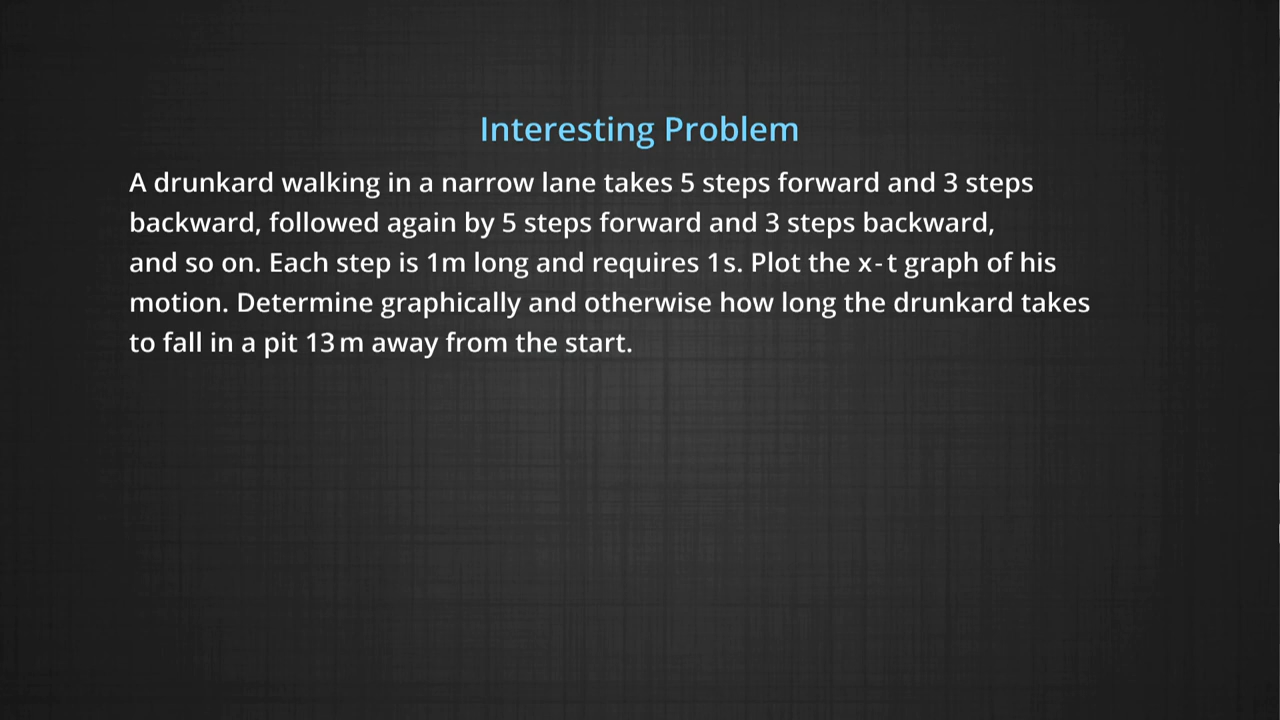 Interesting Problem
A drunkard walking in a narrow lane takes 5 steps forward and 3 steps
backward, followed again by 5 steps forward and 3 steps backward,
and so on. Each step is 1m long and requires 1s. Plot the x-t graph of his
motion. Determine graphically and otherwise how long the drunkard takes
to fall in a pit 13m away from the start.